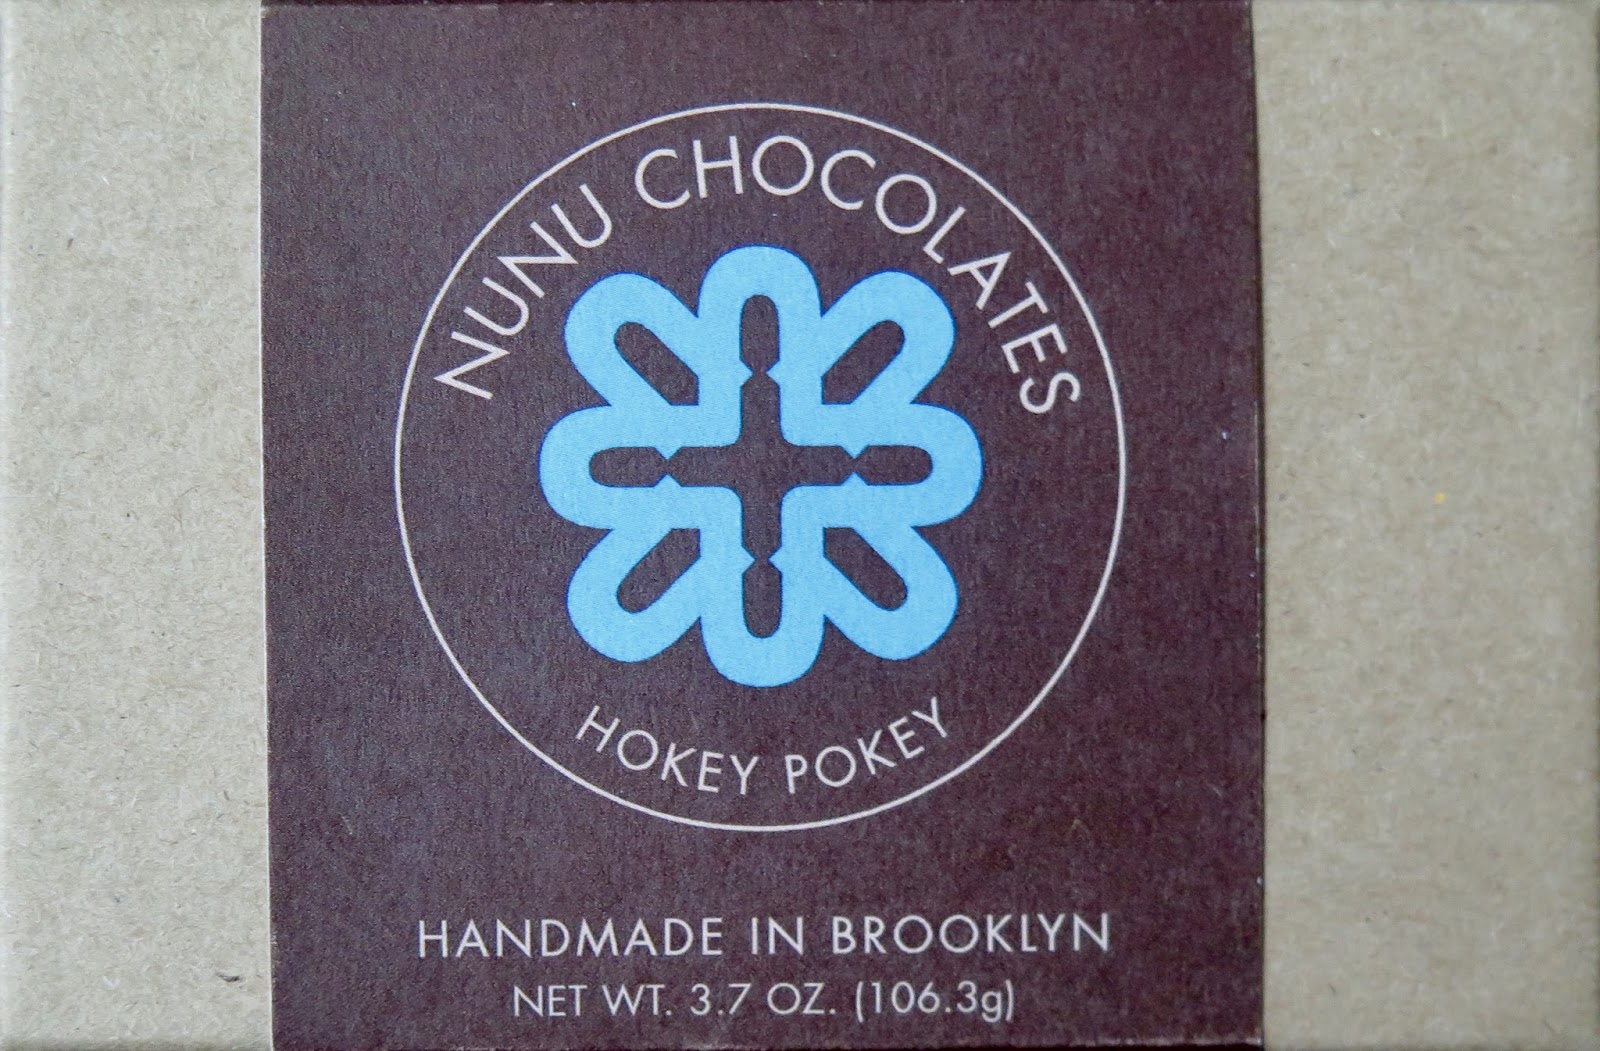 NUNU CHOCOLATES
HOKEY POKEY
HANDMADE IN BROOKLYN
NET WT. 3.7 OZ. (106.3g)